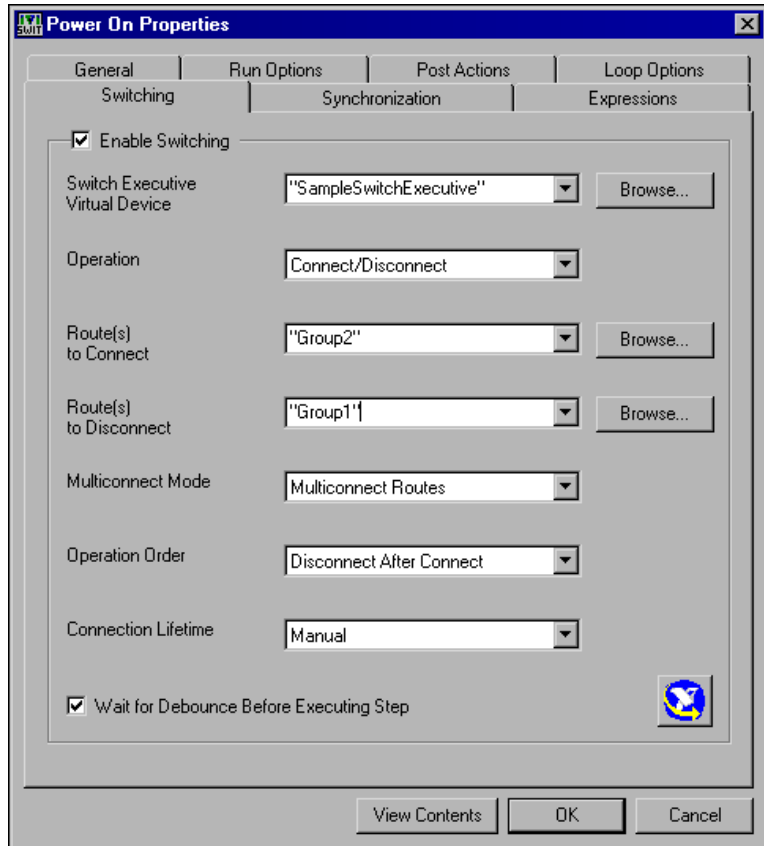 SWIT Power On Properties
General Run Options Post Actions Loop Options
Switching Synchronization Expressions
Enable Switching
Switch Executive
Virtual Device
"SampleSwitchExecutive" Browse...
Operation Connect/Disconnect
Route(s)
to Connect
"Group2" Browse...
Route(s)
to Disconnect
"Group1" Browse...
Multiconnect Mode Multiconnect Routes
Operation Order Disconnect After Connect
Connection Lifetime Manual
Wait for Debounce Before Executing Step
View Contents OK Cancel